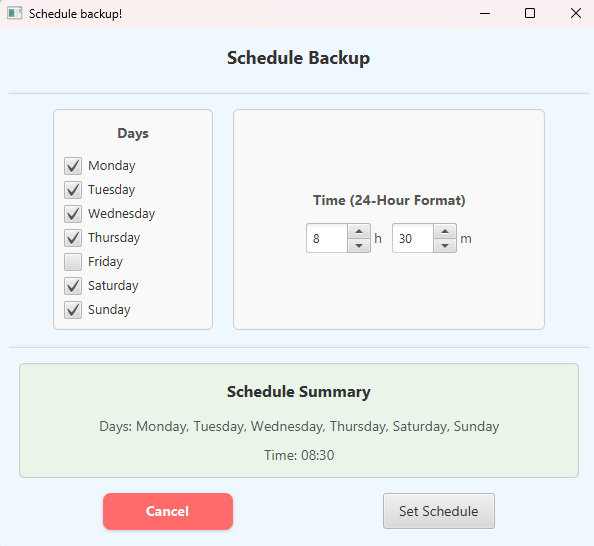 Schedule backup!
Schedule Backup
Days
Monday
Tuesday
Wednesday
Thursday
Friday
Saturday
Sunday
Time (24-Hour Format)
8 h 30 m
Schedule Summary
Days: Monday, Tuesday, Wednesday, Thursday, Saturday, Sunday
Time: 08:30
Cancel Set Schedule